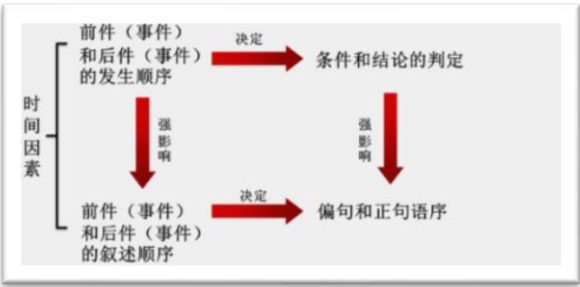 前件（事件）
和后件（事件）
的发生顺序
决定
条件和结论的判定
时间因素
强影响
强影响
前件（事件）
和后件（事件）
的叙述顺序
决定
偏句和正句语序